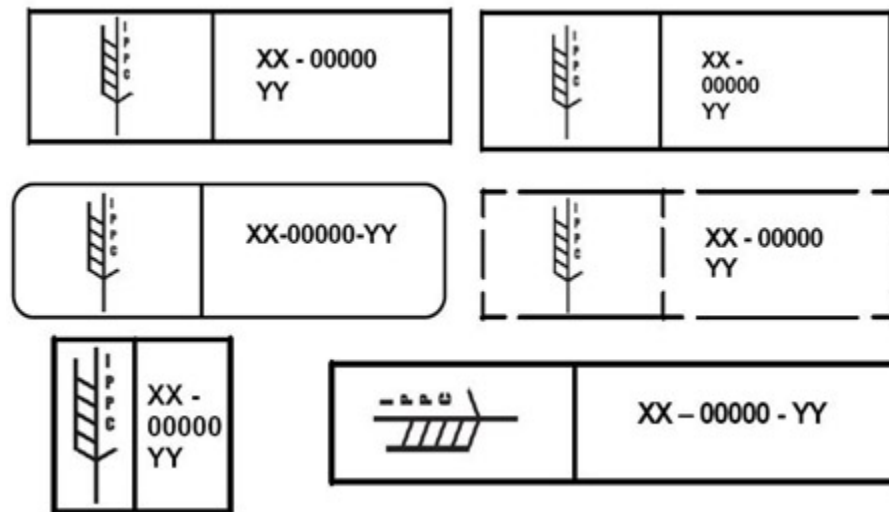 IPPC
XX - 00000
YY
IPPC
XX -
00000
YY
IPPC
XX-00000-YY
IPPC
XX - 00000
YY
IPPC
XX -
00000
YY
IPPC
XX – 00000 - YY